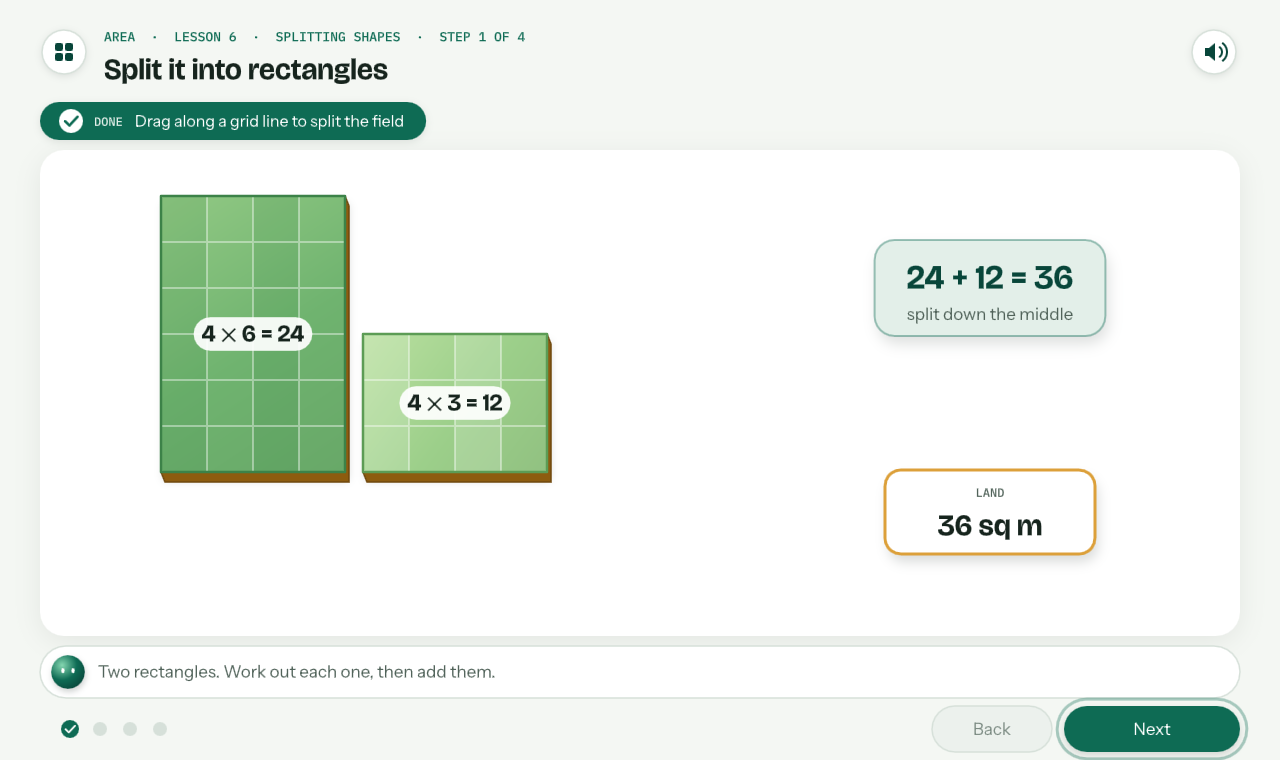 AREA · LESSON 6 · SPLITTING SHAPES · STEP 1 OF 4
Split it into rectangles
DONE Drag along a grid line to split the field
4 × 6 = 24
4 × 3 = 12
24 + 12 = 36
split down the middle
LAND
36 sq m
Two rectangles. Work out each one, then add them.
Back
Next